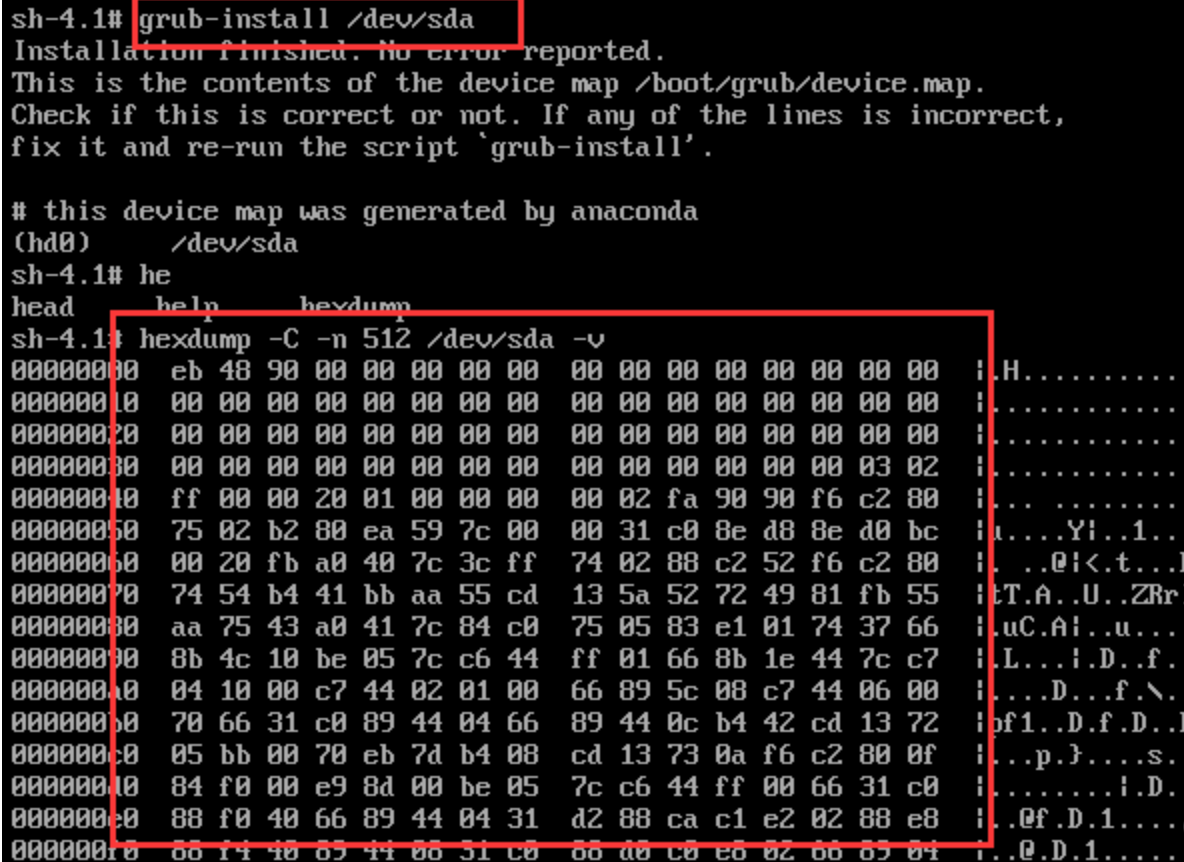 sh-4.1# grub-install /dev/sda
Installation finished. No error reported.
This is the contents of the device map /boot/grub/device.map.
Check if this is correct or not. If any of the lines is incorrect,
fix it and re-run the script `grub-install'.
# this device map was generated by anaconda
(hd0)     /dev/sda
sh-4.1# he
head     help     hexdump
sh-4.1# hexdump -C -n 512 /dev/sda -v
00000000  eb 48 90 00 00 00 00 00  00 00 00 00 00 00 00 00  |.H..........
00000010  00 00 00 00 00 00 00 00  00 00 00 00 00 00 00 00  |............
00000020  00 00 00 00 00 00 00 00  00 00 00 00 00 00 00 00  |............
00000030  00 00 00 00 00 00 00 00  00 00 00 00 00 00 03 02  |............
00000040  ff 00 00 20 01 00 00 00  00 02 fa 90 90 f6 c2 80  |... ........
00000050  75 02 b2 80 ea 59 7c 00  00 31 c0 8e d8 8e d0 bc  |u....Y|..1..
00000060  00 20 fb a0 40 7c 3c ff  74 02 88 c2 52 f6 c2 80  |. ..@|<.t...
00000070  74 54 b4 41 bb aa 55 cd  13 5a 52 72 49 81 fb 55  |tT.A..U..ZRr
00000080  aa 75 43 a0 41 7c 84 c0  75 05 83 e1 01 74 37 66  |.uC.A|..u...
00000090  8b 4c 10 be 05 7c c6 44  ff 01 66 8b 1e 44 7c c7  |.L...|.D..f.
000000a0  04 10 00 c7 44 02 01 00  66 89 5c 08 c7 44 06 00  |....D...f.\.
000000b0  70 66 31 c0 89 44 04 66  89 44 0c b4 42 cd 13 72  |pf1..D.f.D..
000000c0  05 bb 00 70 eb 7d b4 08  cd 13 73 0a f6 c2 80 0f  |...p.}....s.
000000d0  84 f0 00 e9 8d 00 be 05  7c c6 44 ff 00 66 31 c0  |........|.D.
000000e0  88 f0 40 66 89 44 04 31  d2 88 ca c1 e2 02 88 e8  |..@f.D.1....
000000f0  88 f4 40 89 44 08 31 c0  88 d0 c0 e8 02 66 89 04  |..@.D.1.....